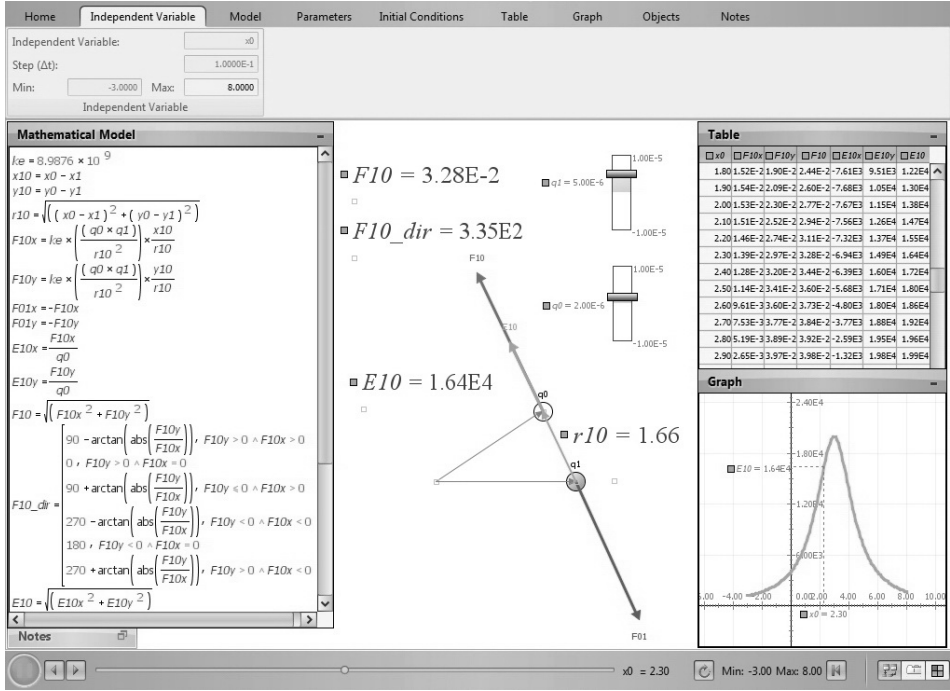 Home Independent Variable Model Parameters Initial Conditions Table Graph Objects Notes
Independent Variable: x0
Step (Δt): 1.0000E-1
Min: -3.0000 Max: 8.0000
Independent Variable
Mathematical Model
ke = 8.9876 × 10 9
x10 = x0 − x1
y10 = y0 − y1
r10 = √((x0 − x1)² + (y0 − y1)²)
F10x = ke × ((q0 × q1) / r10²) × x10 / r10
F10y = ke × ((q0 × q1) / r10²) × y10 / r10
F01x = −F10x
F01y = −F10y
E10x = F10x / q0
E10y = F10y / q0
F10 = √(F10x² + F10y²)
F10_dir =
90 − arctan(abs(F10y / F10x)), F10y > 0 ∧ F10x > 0
0, F10y > 0 ∧ F10x = 0
90 + arctan(abs(F10y / F10x)), F10y ⩽ 0 ∧ F10x > 0
270 − arctan(abs(F10y / F10x)), F10y < 0 ∧ F10x < 0
180, F10y < 0 ∧ F10x = 0
270 + arctan(abs(F10y / F10x)), F10y > 0 ∧ F10x < 0
E10 = √(E10x² + E10y²)
Notes
F10 = 3.28E-2
F10_dir = 3.35E2
E10 = 1.64E4
r10 = 1.66
1.00E-5
q1 = 5.00E-6
-1.00E-5
1.00E-5
q0 = 2.00E-6
-1.00E-5
F10
E10
q0
q1
F01
Table
x0 F10x F10y F10 E10x E10y E10
1.80 1.52E-2 1.90E-2 2.44E-2 -7.61E3 9.51E3 1.22E4
1.90 1.54E-2 2.09E-2 2.60E-2 -7.68E3 1.05E4 1.30E4
2.00 1.53E-2 2.30E-2 2.77E-2 -7.67E3 1.15E4 1.38E4
2.10 1.51E-2 2.52E-2 2.94E-2 -7.56E3 1.26E4 1.47E4
2.20 1.46E-2 2.74E-2 3.11E-2 -7.32E3 1.37E4 1.55E4
2.30 1.39E-2 2.97E-2 3.28E-2 -6.94E3 1.49E4 1.64E4
2.40 1.28E-2 3.20E-2 3.44E-2 -6.39E3 1.60E4 1.72E4
2.50 1.14E-2 3.41E-2 3.60E-2 -5.68E3 1.71E4 1.80E4
2.60 9.61E-3 3.60E-2 3.73E-2 -4.80E3 1.80E4 1.86E4
2.70 7.53E-3 3.77E-2 3.84E-2 -3.77E3 1.88E4 1.92E4
2.80 5.19E-3 3.89E-2 3.92E-2 -2.59E3 1.95E4 1.96E4
2.90 2.65E-3 3.97E-2 3.98E-2 -1.32E3 1.98E4 1.99E4
Graph
2.40E4
1.80E4
E10 = 1.64E4
1.20E4
6.00E3
-4.00 -2.00 0.00 2.00 4.00 6.00 8.00 10.00
x0 = 2.30
x0 = 2.30 Min: -3.00 Max: 8.00